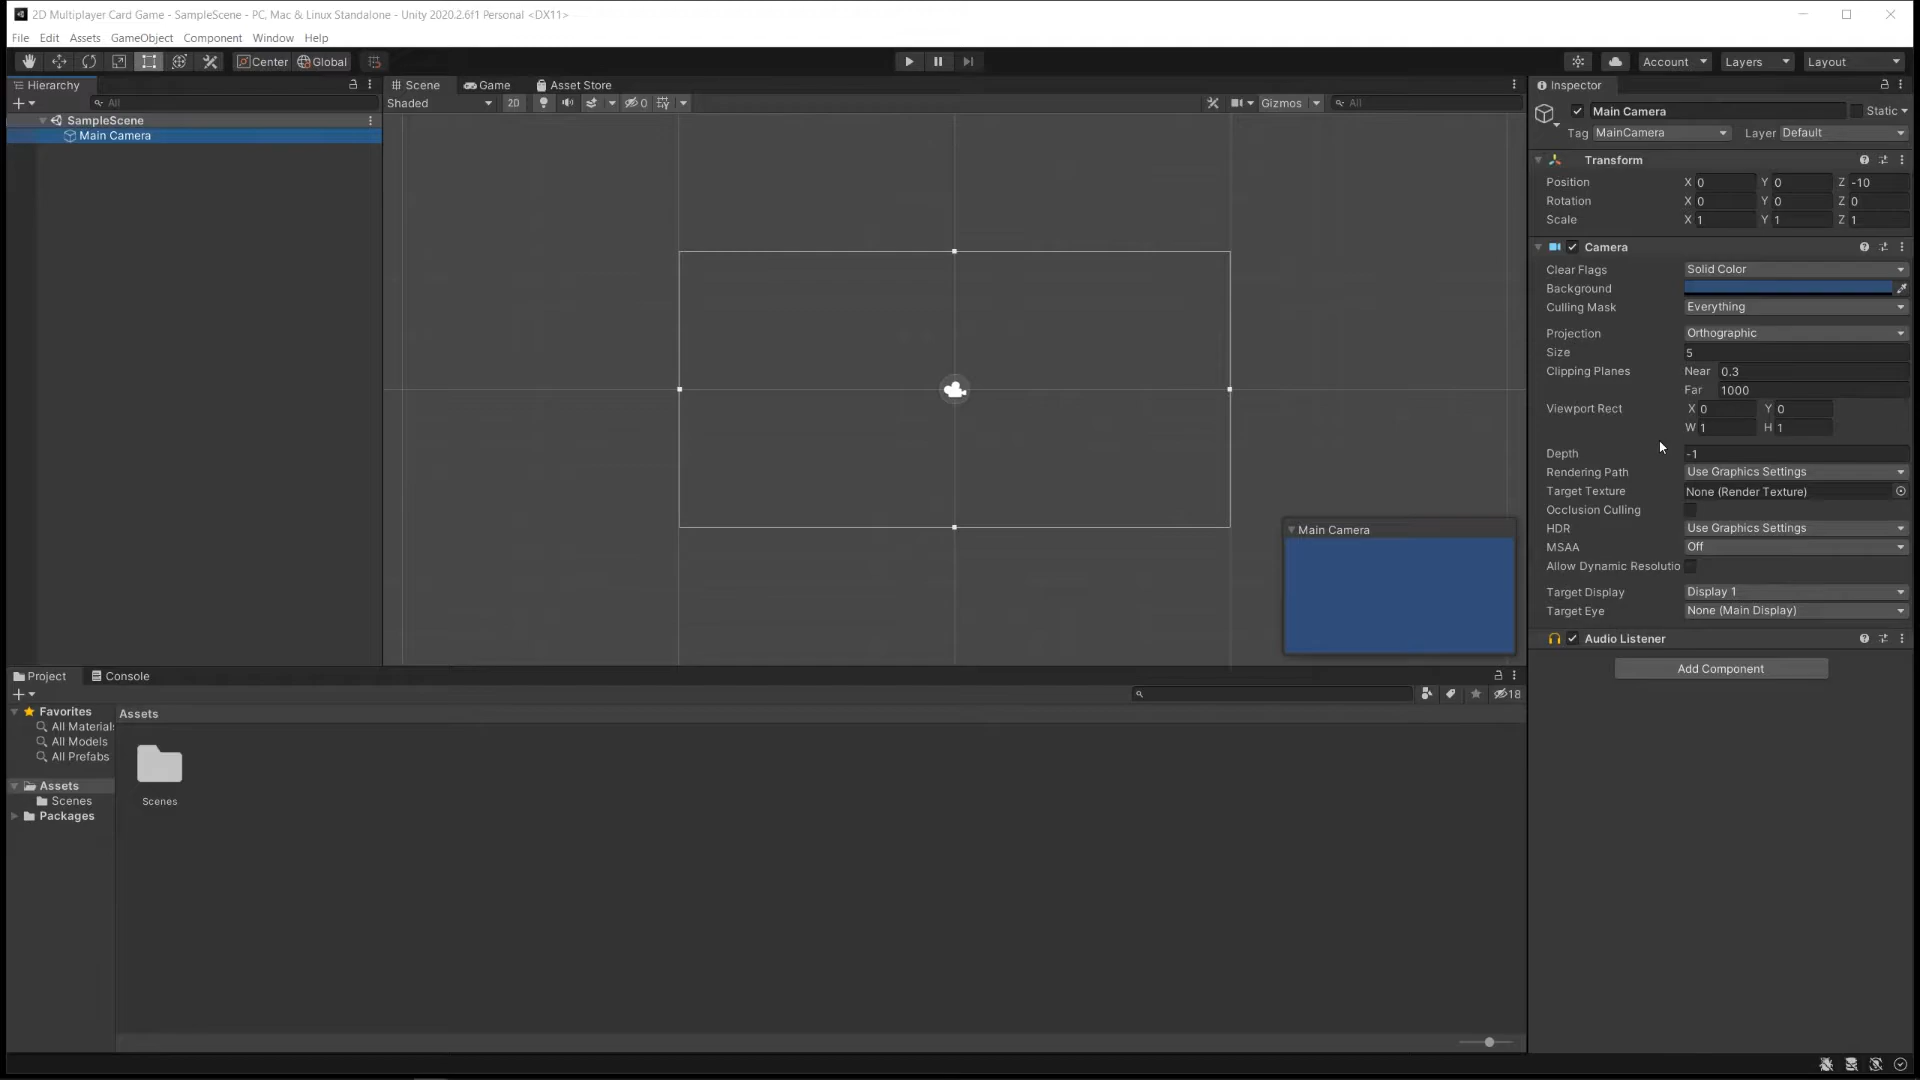 2D Multiplayer Card Game - SampleScene - PC, Mac & Linux Standalone - Unity 2020.2.6f1 Personal <DX11>
File Edit Assets GameObject Component Window Help
Center Global Account Layers Layout
Hierarchy
All
SampleScene
Main Camera
Scene Game Asset Store
Shaded 2D 0 Gizmos All
Main Camera
Inspector
Main Camera Static
Tag MainCamera Layer Default
Transform
Position X 0 Y 0 Z -10
Rotation X 0 Y 0 Z 0
Scale X 1 Y 1 Z 1
Camera
Clear Flags Solid Color
Background
Culling Mask Everything
Projection Orthographic
Size 5
Clipping Planes Near 0.3
Far 1000
Viewport Rect X 0 Y 0
W 1 H 1
Depth -1
Rendering Path Use Graphics Settings
Target Texture None (Render Texture)
Occlusion Culling
HDR Use Graphics Settings
MSAA Off
Allow Dynamic Resolutio
Target Display Display 1
Target Eye None (Main Display)
Audio Listener
Add Component
Project Console
18
Favorites
All Material
All Models
All Prefabs
Assets
Scenes
Packages
Assets
Scenes